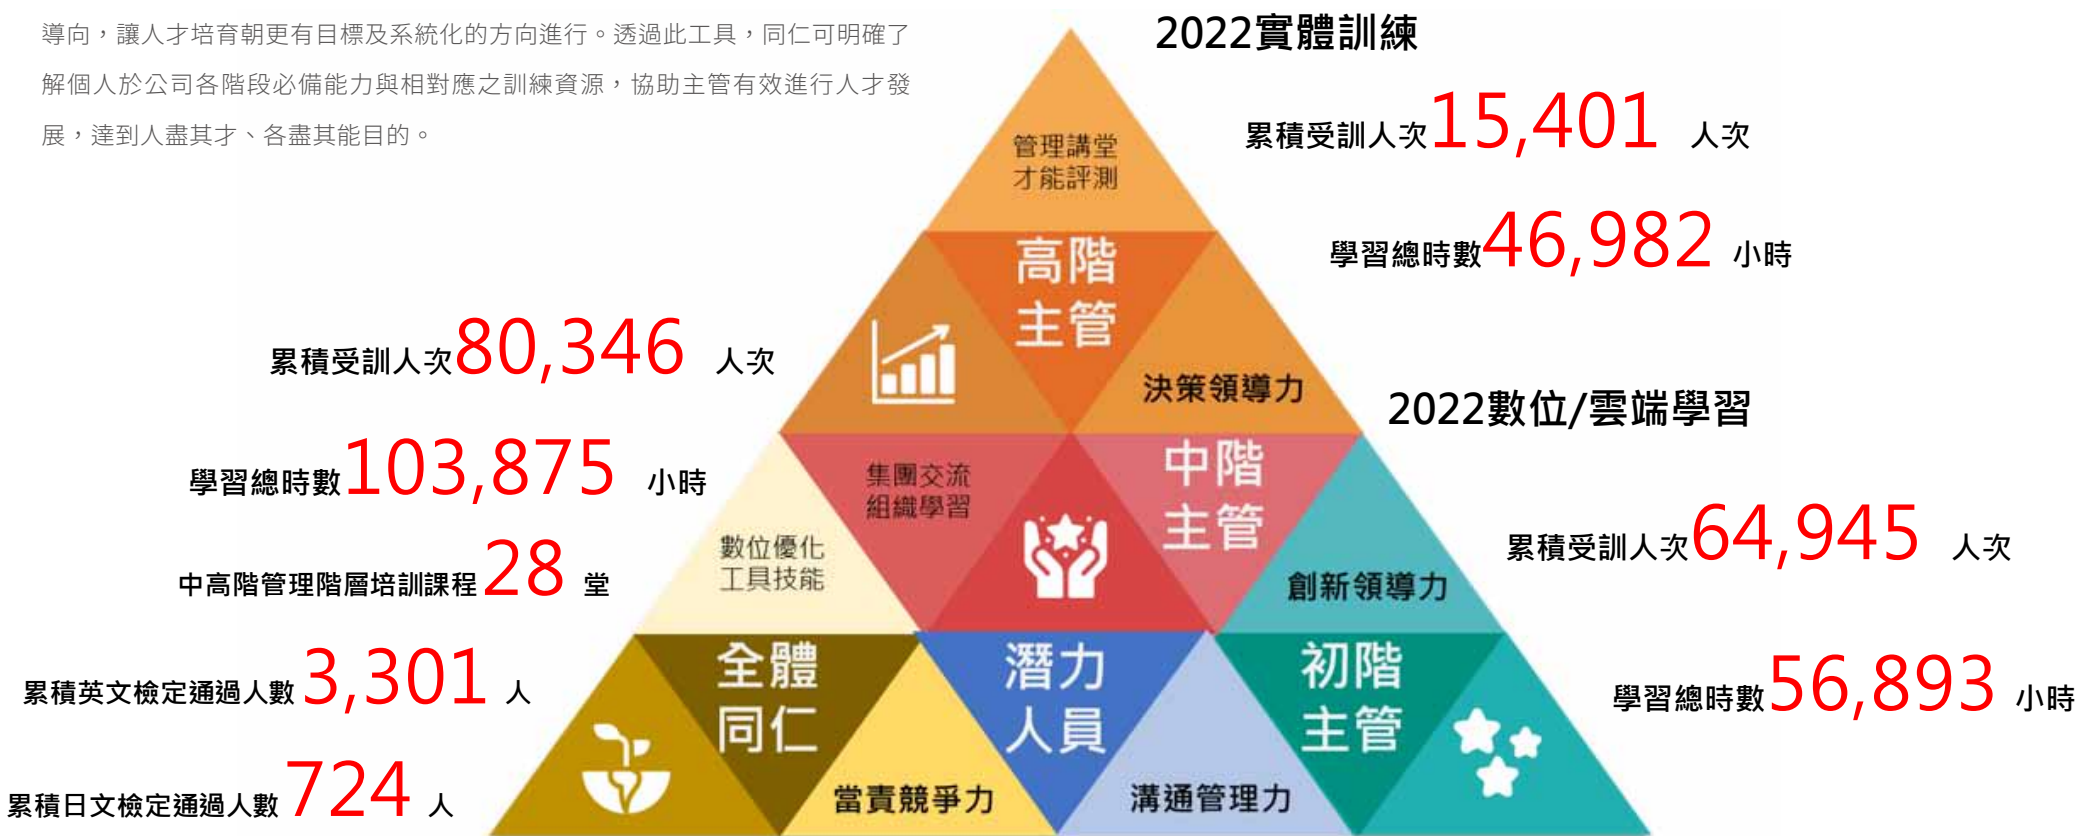 導向，讓人才培育朝更有目標及系統化的方向進行。透過此工具，同仁可明確了
解個人於公司各階段必備能力與相對應之訓練資源，協助主管有效進行人才發
展，達到人盡其才、各盡其能目的。
2022實體訓練
累積受訓人次15,401 人次
學習總時數46,982 小時
管理講堂
才能評測
高階
主管
決策領導力
累積受訓人次80,346 人次
學習總時數103,875 小時
中高階管理階層培訓課程28 堂
累積英文檢定通過人數3,301 人
累積日文檢定通過人數724 人
2022數位/雲端學習
累積受訓人次64,945 人次
學習總時數56,893 小時
集團交流
組織學習
中階
主管
數位優化
工具技能
創新領導力
全體
同仁
當責競爭力
潛力
人員
溝通管理力
初階
主管